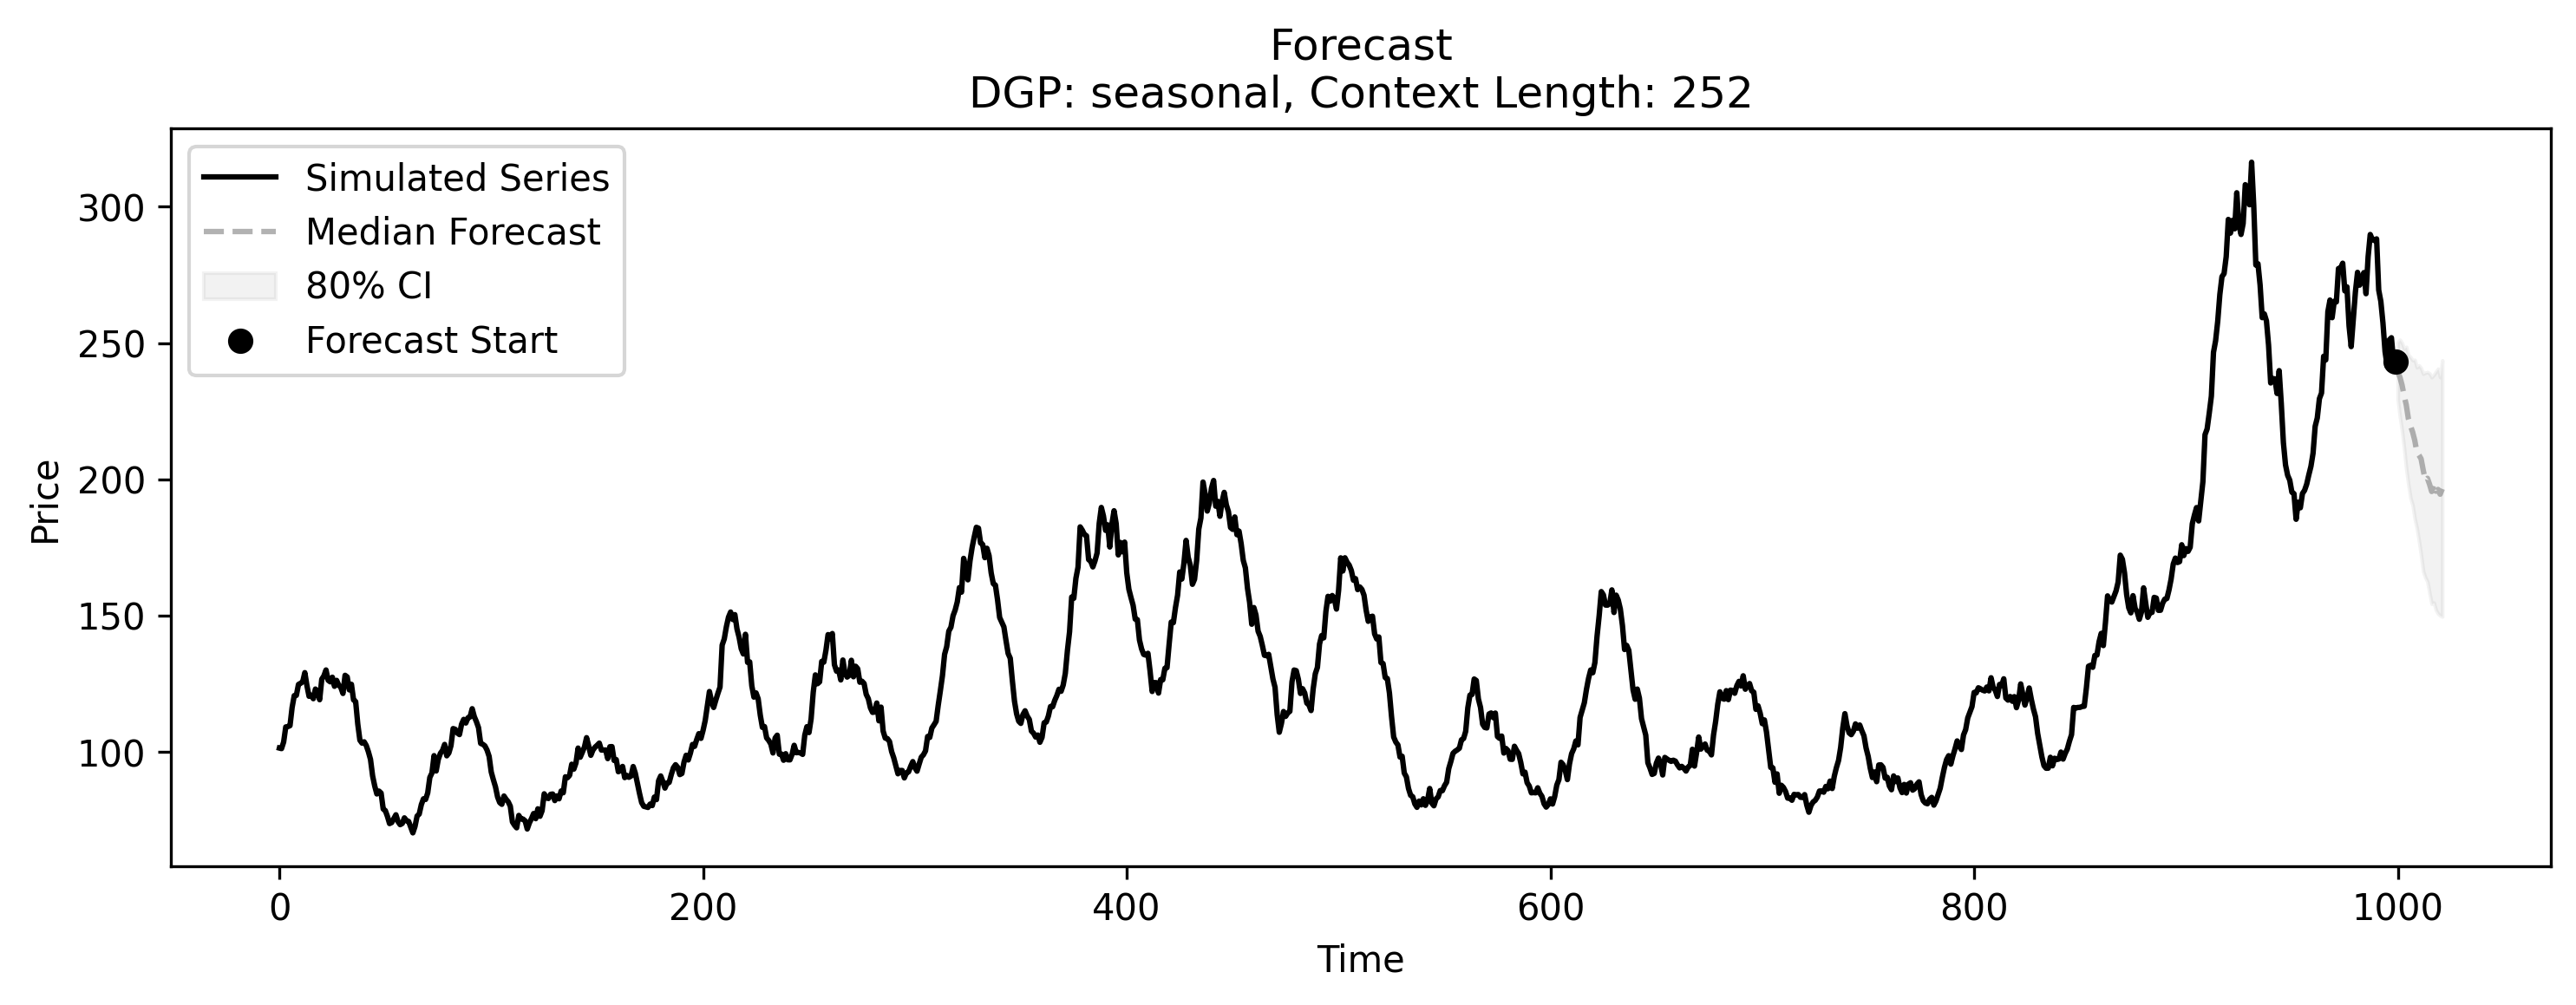 Forecast
DGP: seasonal, Context Length: 252
Simulated Series
Median Forecast
80% CI
Forecast Start
300
250
200
150
100
Price
0
200
400
600
800
1000
Time